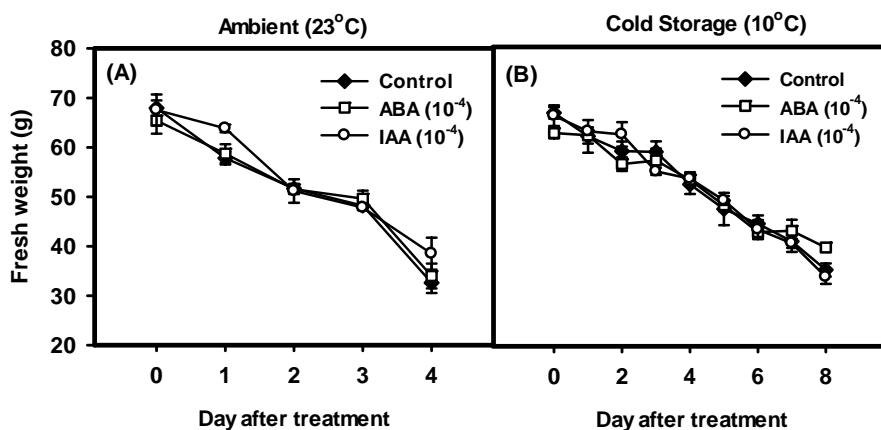 Ambient (23°C)
Cold Storage (10°C)
Fresh weight (g)
80
70
60
50
40
30
20
(A)
Control
ABA (10⁻⁴)
IAA (10⁻⁴)
(B)
Control
ABA (10⁻⁴)
IAA (10⁻⁴)
0 1 2 3 4
0 2 4 6 8
Day after treatment
Day after treatment